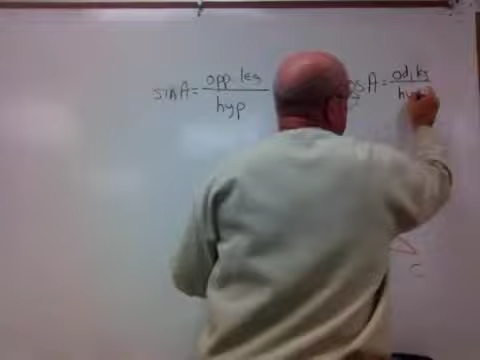 sin A = opp. leg
hyp
cos A = adj. leg
hyp
C